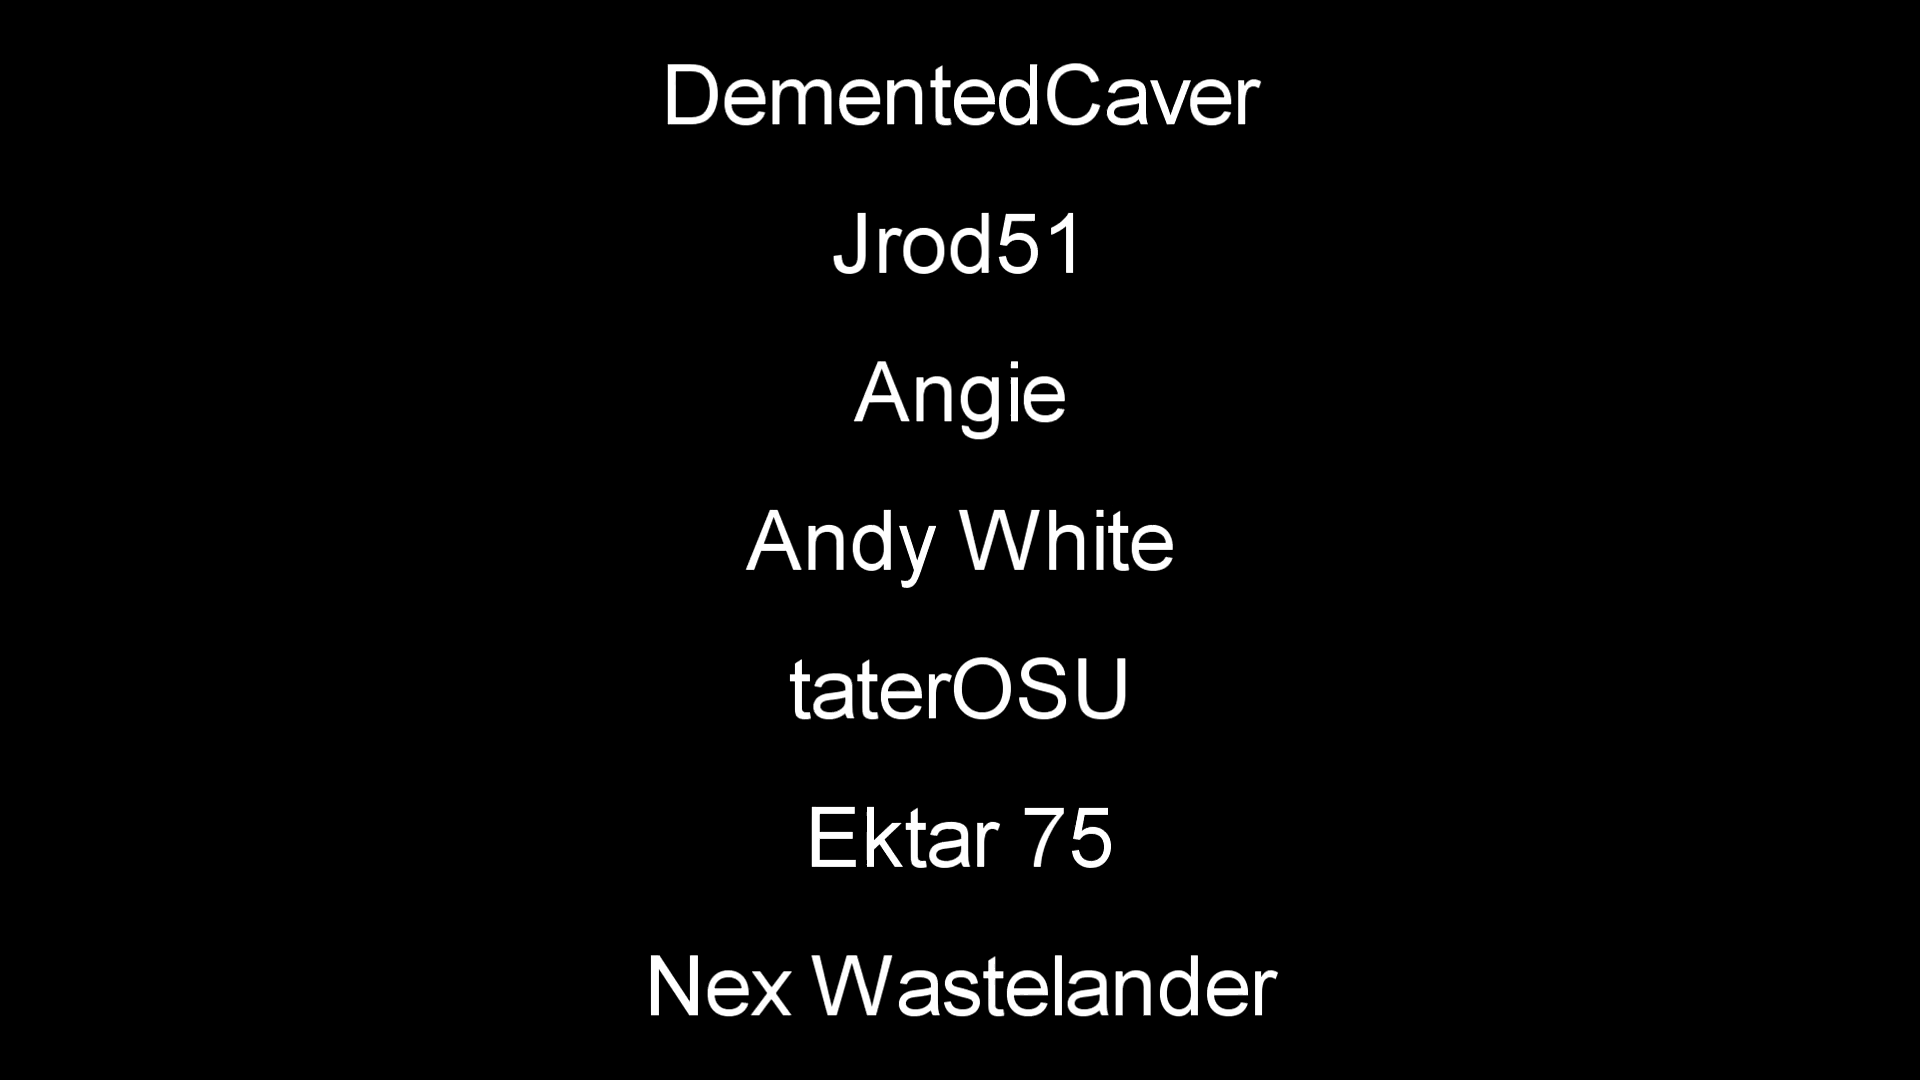 DementedCaver
Jrod51
Angie
Andy White
taterOSU
Ektar 75
Nex Wastelander